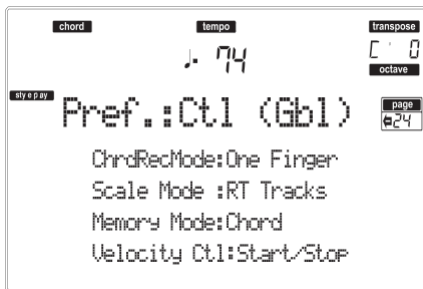 chord tempo transpose
♩. 74 C 0
octave
style play
Pref.:Ctl (Gbl)
page
24
ChrdRecMode:One Finger
Scale Mode :RT Tracks
Memory Mode:Chord
Velocity Ctl:Start/Stop